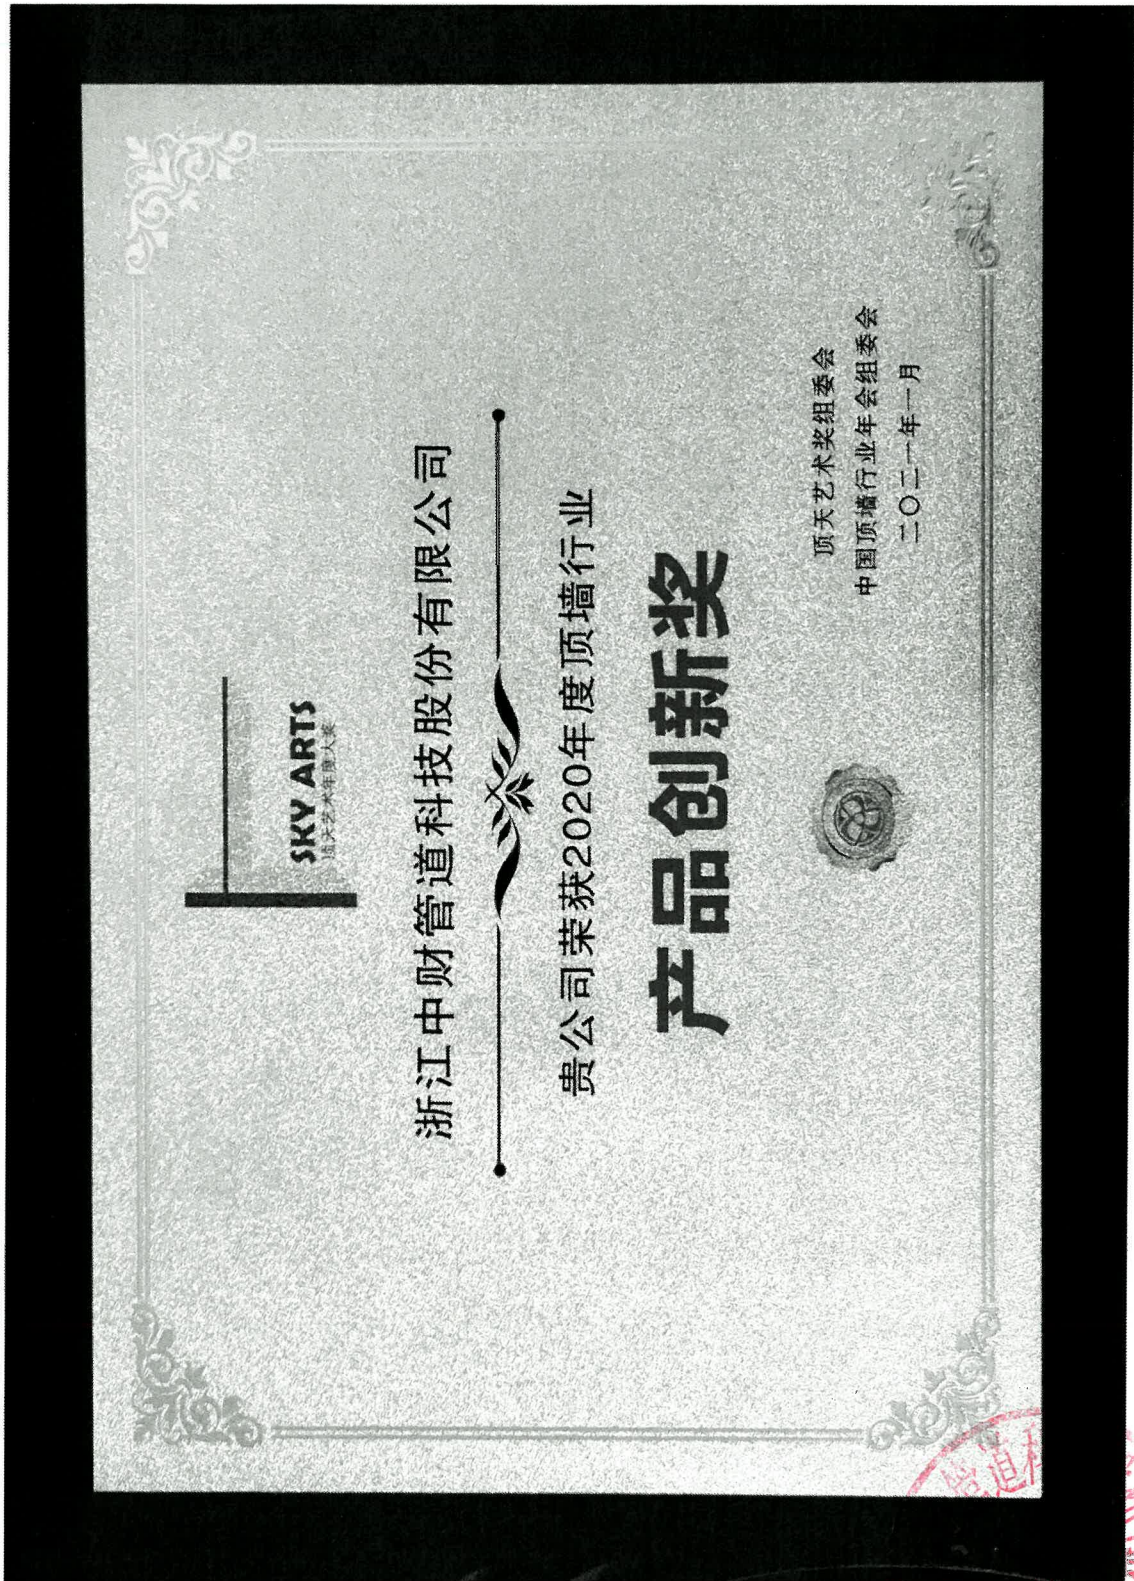 SKY ARTS
顶天艺术年度大奖
浙江中财管道科技股份有限公司
贵公司荣获2020年度顶墙行业
产品创新奖
顶天艺术奖组委会
中国顶墙行业年会组委会
二〇二一年一月
管道科